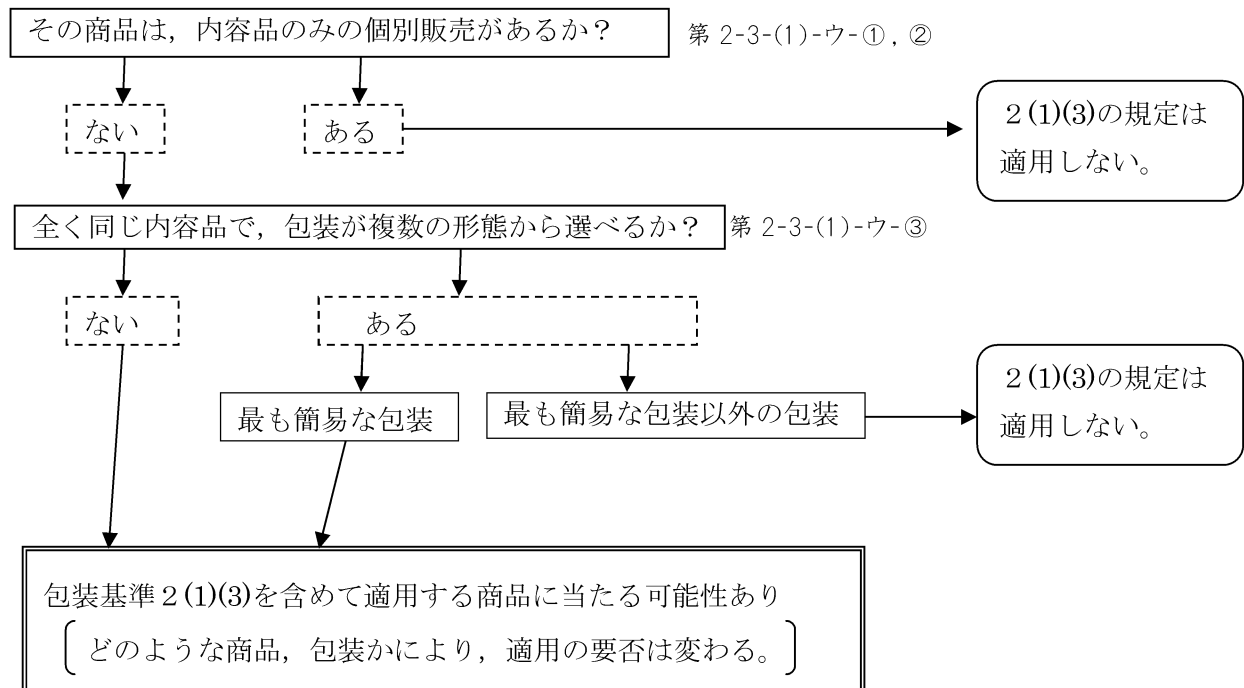 その商品は，内容品のみの個別販売があるか？
第 2-3-(1)-ウ-①，②
ない
ある
２(1)(3)の規定は
適用しない。
全く同じ内容品で，包装が複数の形態から選べるか？
第 2-3-(1)-ウ-③
ない
ある
２(1)(3)の規定は
適用しない。
最も簡易な包装
最も簡易な包装以外の包装
包装基準２(1)(3)を含めて適用する商品に当たる可能性あり
どのような商品，包装かにより，適用の要否は変わる。